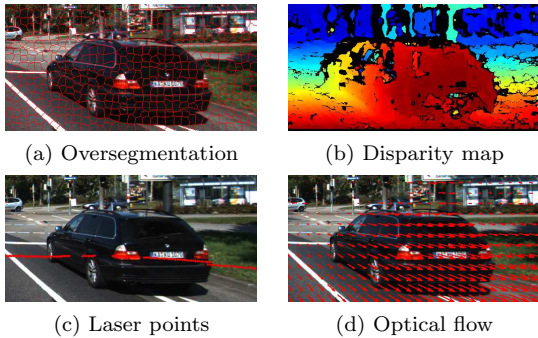 (a) Oversegmentation
(b) Disparity map
(c) Laser points
(d) Optical flow